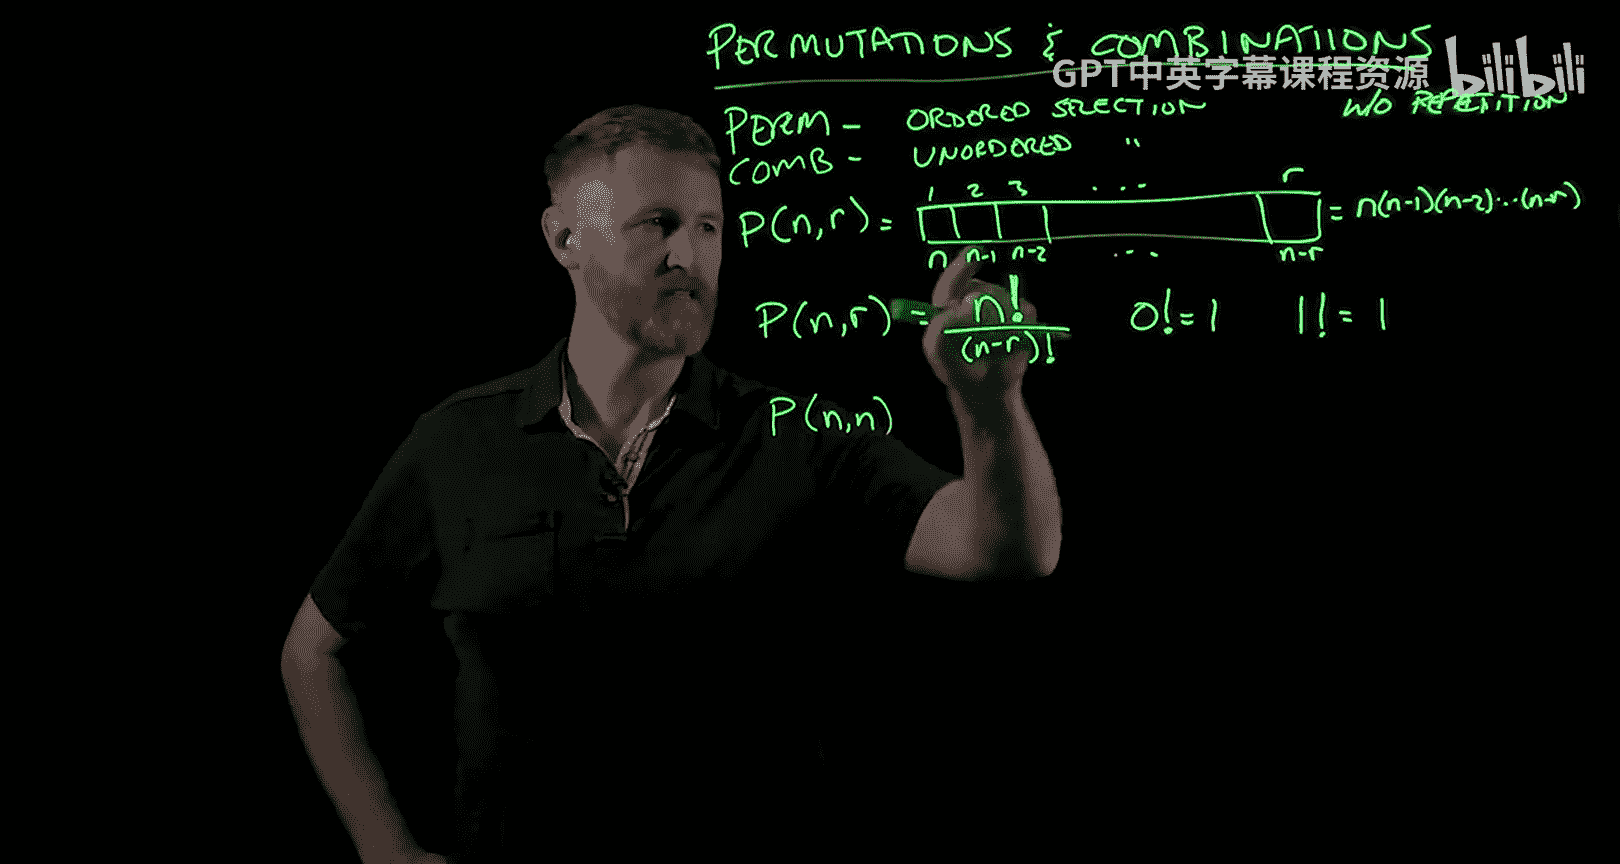 PERMUTATIONS & COMBINATIONS
GPT中英字幕课程资源 bilibili
PERM - ORDERED SELECTION W/O REPETITION
COMB - UNORDERED "
1 2 3 ... r
P(n,r) = = n(n-1)(n-2)...(n-r)
n n-1 n-2 ... n-r
P(n,r) = n!/(n-r)! 0! = 1 1! = 1
P(n,n)